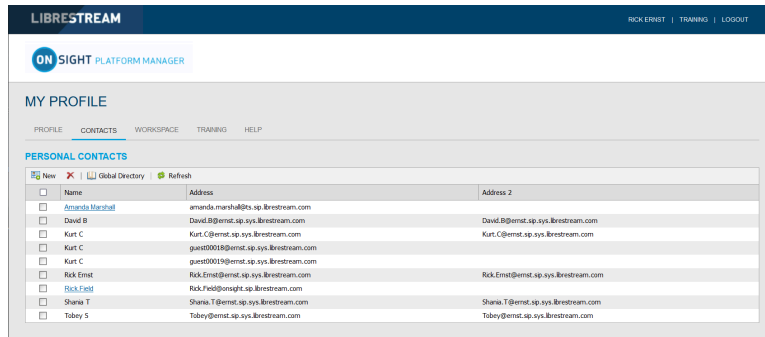 LIBRESTREAM
RICK ERNST | TRAINING | LOGOUT
ON SIGHT PLATFORM MANAGER
MY PROFILE
PROFILE CONTACTS WORKSPACE TRAINING HELP
PERSONAL CONTACTS
New | Global Directory | Refresh
Name Address Address 2
Amanda Marshall amanda.marshall@ts.sip.librestream.com
David B David.B@ernst.sip.sys.librestream.com David.B@ernst.sip.sys.librestream.com
Kurt C Kurt.C@ernst.sip.sys.librestream.com Kurt.C@ernst.sip.sys.librestream.com
Kurt C guest00018@ernst.sip.sys.librestream.com
Kurt C guest00019@ernst.sip.sys.librestream.com
Rick Ernst Rick.Ernst@ernst.sip.sys.librestream.com Rick.Ernst@ernst.sip.sys.librestream.com
Rick.Field Rick.Field@onsight.sip.librestream.com
Shania T Shania.T@ernst.sip.sys.librestream.com Shania.T@ernst.sip.sys.librestream.com
Tobey S Tobey@ernst.sip.sys.librestream.com Tobey@ernst.sip.sys.librestream.com